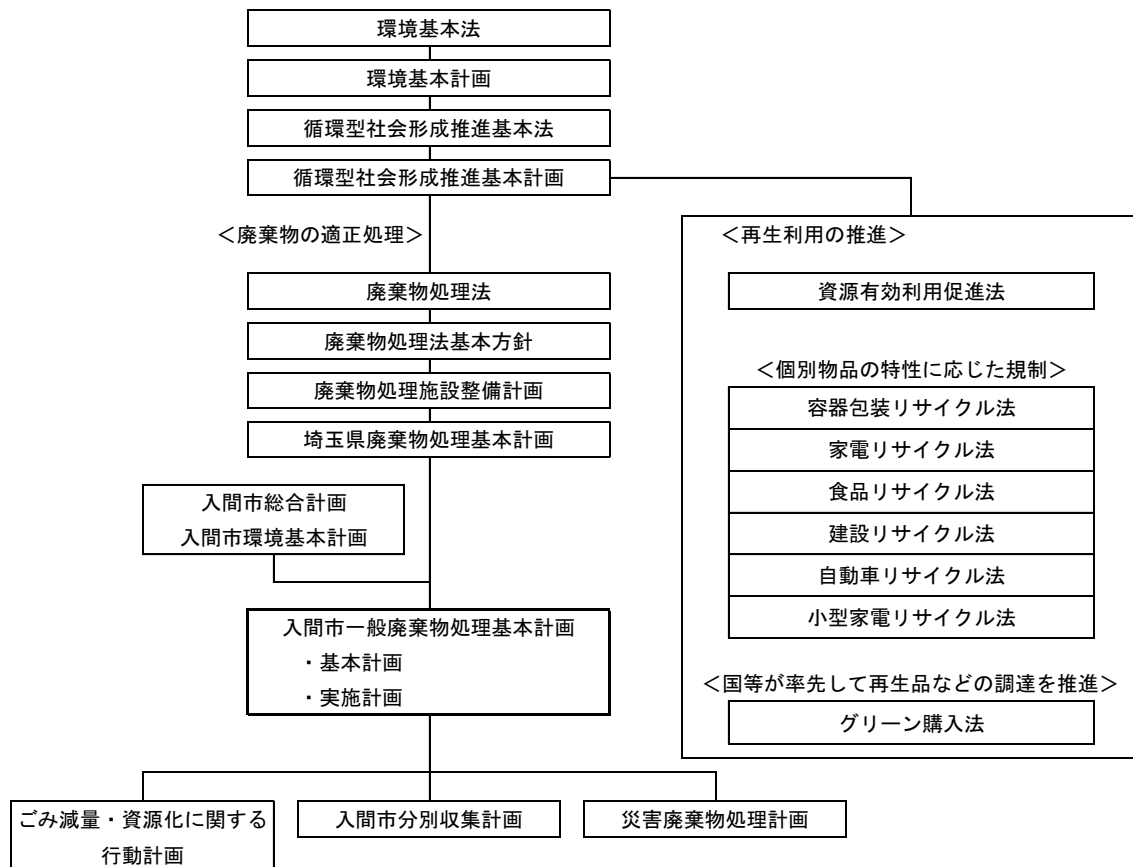 環境基本法
環境基本計画
循環型社会形成推進基本法
循環型社会形成推進基本計画
＜廃棄物の適正処理＞
廃棄物処理法
廃棄物処理法基本方針
廃棄物処理施設整備計画
埼玉県廃棄物処理基本計画
入間市総合計画
入間市環境基本計画
入間市一般廃棄物処理基本計画
・基本計画
・実施計画
ごみ減量・資源化に関する
行動計画
入間市分別収集計画
災害廃棄物処理計画
＜再生利用の推進＞
資源有効利用促進法
＜個別物品の特性に応じた規制＞
容器包装リサイクル法
家電リサイクル法
食品リサイクル法
建設リサイクル法
自動車リサイクル法
小型家電リサイクル法
＜国等が率先して再生品などの調達を推進＞
グリーン購入法